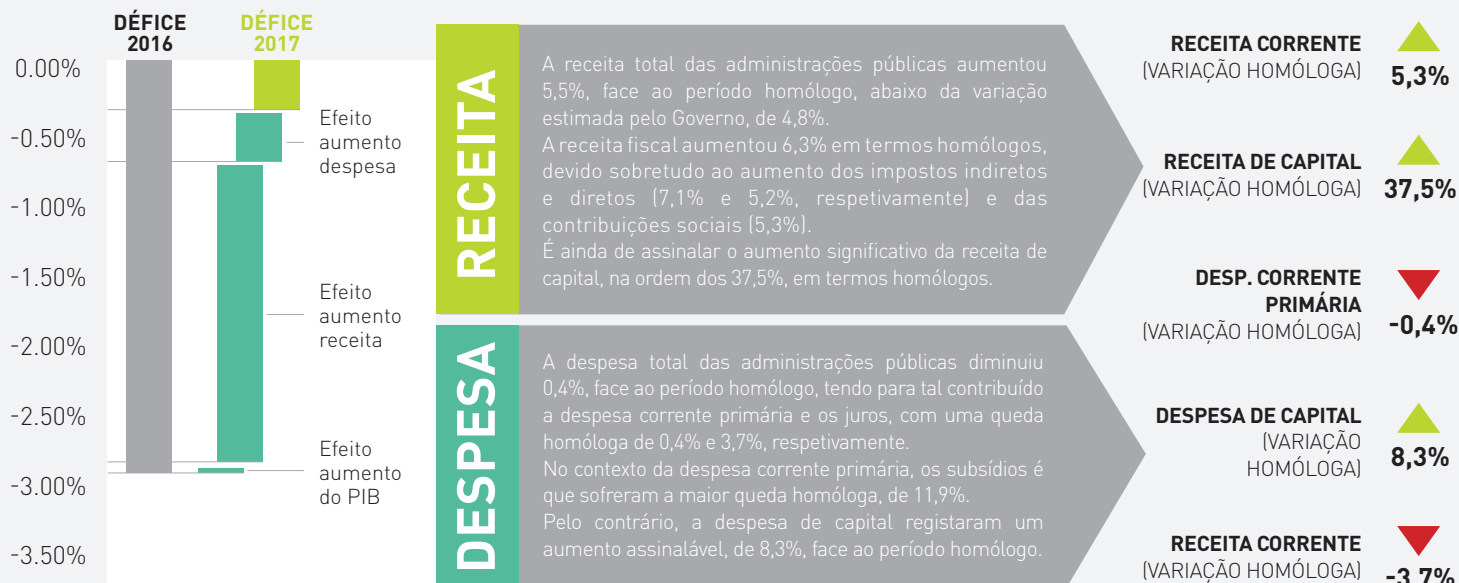 DÉFICE
2016
DÉFICE
2017
0.00%
-0.50%
-1.00%
-1.50%
-2.00%
-2.50%
-3.00%
-3.50%
Efeito
aumento
despesa
Efeito
aumento
receita
Efeito
aumento
do PIB
RECEITA
A receita total das administrações públicas aumentou
5,5%, face ao período homólogo, abaixo da variação
estimada pelo Governo, de 4,8%.
A receita fiscal aumentou 6,3% em termos homólogos,
devido sobretudo ao aumento dos impostos indiretos
e diretos (7,1% e 5,2%, respetivamente) e das
contribuições sociais (5,3%).
É ainda de assinalar o aumento significativo da receita de
capital, na ordem dos 37,5%, em termos homólogos.
DESPESA
A despesa total das administrações públicas diminuiu
0,4%, face ao período homólogo, tendo para tal contribuído
a despesa corrente primária e os juros, com uma queda
homóloga de 0,4% e 3,7%, respetivamente.
No contexto da despesa corrente primária, os subsídios é
que sofreram a maior queda homóloga, de 11,9%.
Pelo contrário, a despesa de capital registaram um
aumento assinalável, de 8,3%, face ao período homólogo.
RECEITA CORRENTE
(VARIAÇÃO HOMÓLOGA)
5,3%
RECEITA DE CAPITAL
(VARIAÇÃO HOMÓLOGA)
37,5%
DESP. CORRENTE
PRIMÁRIA
(VARIAÇÃO HOMÓLOGA)
-0,4%
DESPESA DE CAPITAL
(VARIAÇÃO
HOMÓLOGA)
8,3%
RECEITA CORRENTE
(VARIAÇÃO HOMÓLOGA)
-3,7%